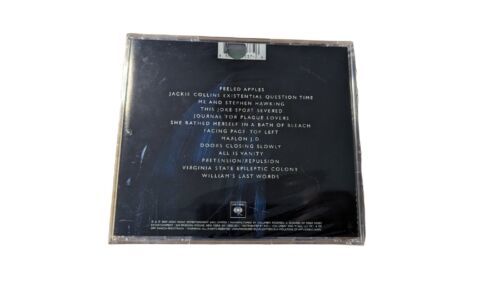 PEELED APPLES
JACKIE COLLINS EXISTENTIAL QUESTION TIME
ME AND STEPHEN HAWKING
THIS JOKE SPORT SEVERED
JOURNAL FOR PLAGUE LOVERS
SHE BATHED HERSELF IN A BATH OF BLEACH
FACING PAGE: TOP LEFT
MARLON J.D.
DOORS CLOSING SLOWLY
ALL IS VANITY
PRETENSION/REPULSION
VIRGINIA STATE EPILEPTIC COLONY
WILLIAM'S LAST WORDS